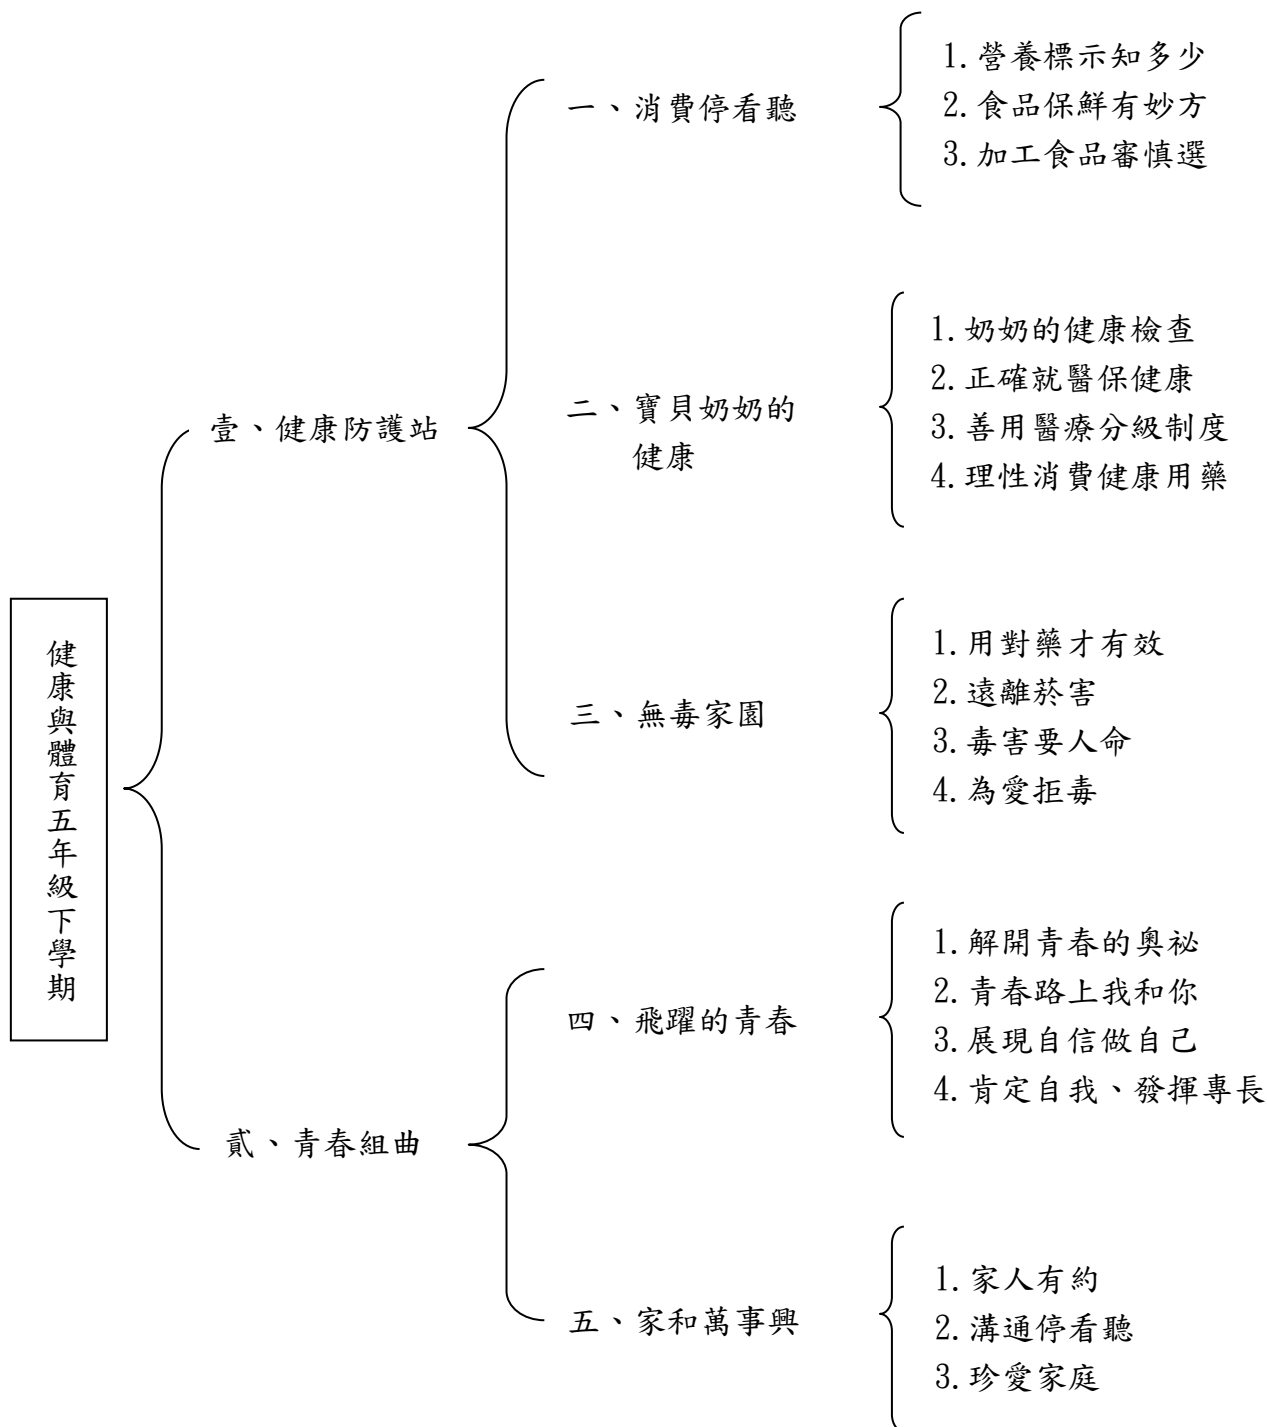 健康與體育五年級下學期
壹、健康防護站
一、消費停看聽
1.營養標示知多少
2.食品保鮮有妙方
3.加工食品審慎選
二、寶貝奶奶的
健康
1.奶奶的健康檢查
2.正確就醫保健康
3.善用醫療分級制度
4.理性消費健康用藥
三、無毒家園
1.用對藥才有效
2.遠離菸害
3.毒害要人命
4.為愛拒毒
貳、青春組曲
四、飛躍的青春
1.解開青春的奧祕
2.青春路上我和你
3.展現自信做自己
4.肯定自我、發揮專長
五、家和萬事興
1.家人有約
2.溝通停看聽
3.珍愛家庭